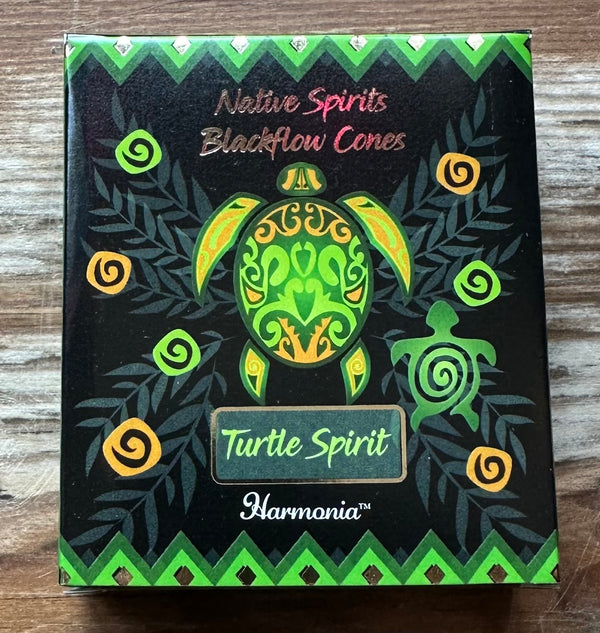 Native Spirits
Blackflow Cones
Turtle Spirit
Harmonia™